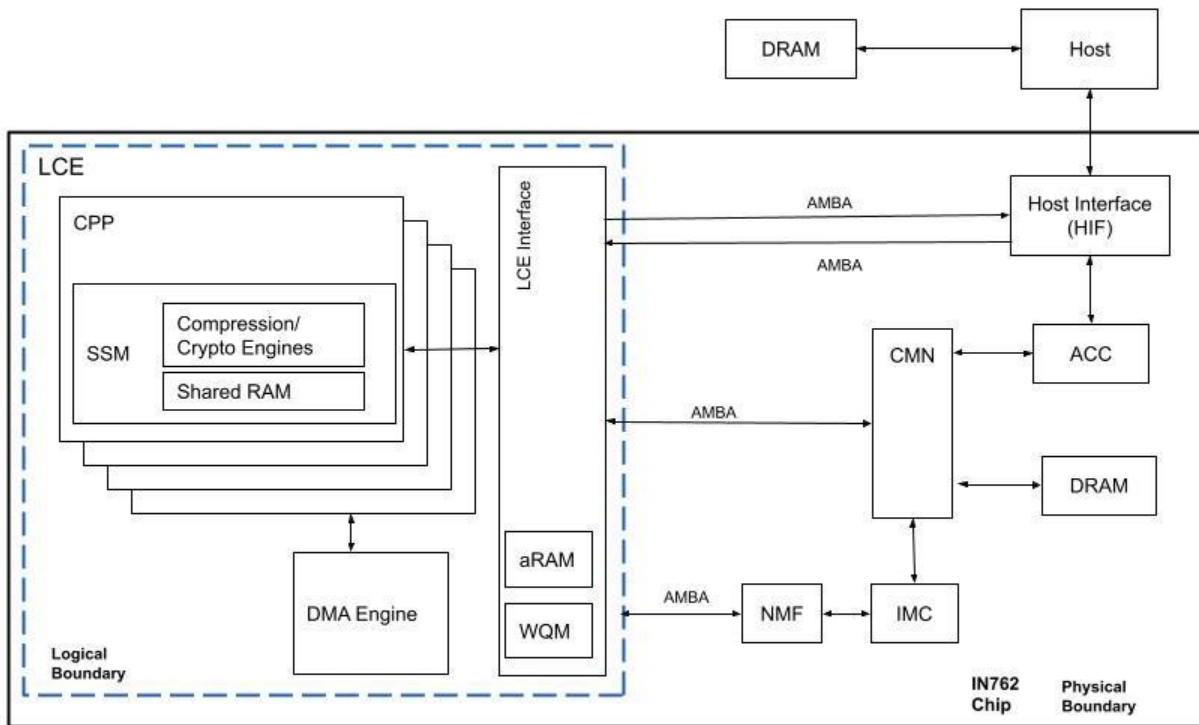 DRAM
Host
LCE
CPP
SSM
Compression/
Crypto Engines
Shared RAM
DMA Engine
LCE Interface
aRAM
WQM
AMBA
AMBA
Host Interface
(HIF)
CMN
ACC
AMBA
DRAM
AMBA
NMF
IMC
Logical
Boundary
IN762
Chip
Physical
Boundary